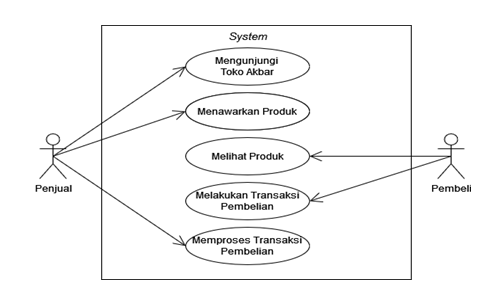 System
Mengunjungi
Toko Akbar
Menawarkan Produk
Melihat Produk
Penjual
Pembeli
Melakukan Transaksi
Pembelian
Memproses Transaksi
Pembelian